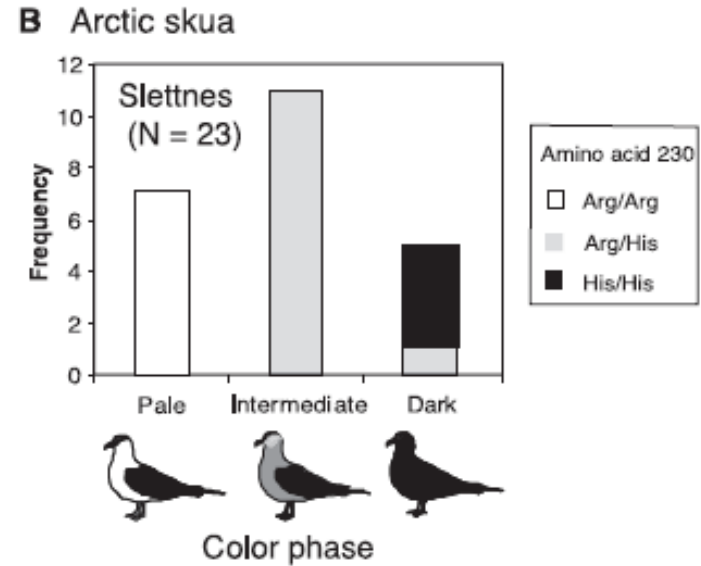 B Arctic skua
12
10
8
6
4
2
0
Frequency
Slettnes
(N = 23)
Amino acid 230
Arg/Arg
Arg/His
His/His
Pale Intermediate Dark
Color phase